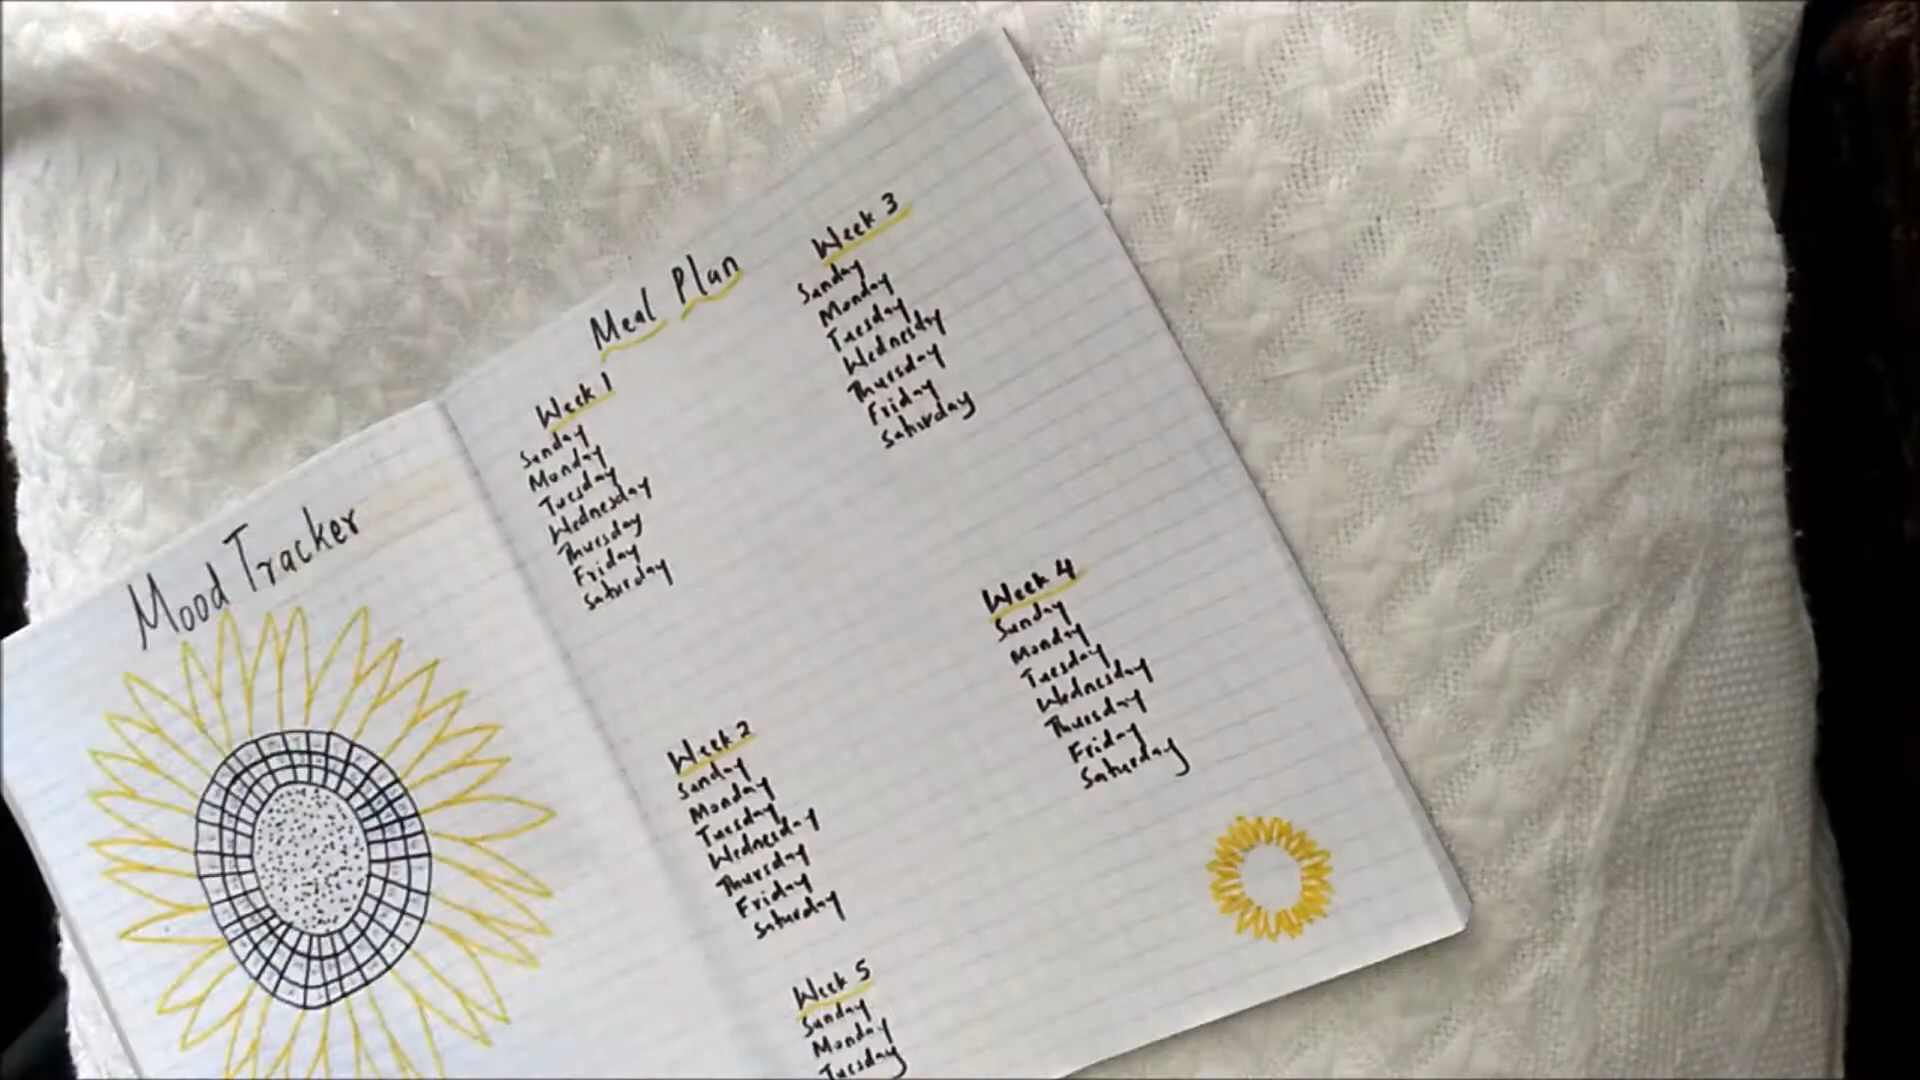 Mood Tracker
Meal Plan
Week 1
Sunday
Monday
Tuesday
Wednesday
Thursday
Friday
Saturday
Week 2
Sunday
Monday
Tuesday
Wednesday
Thursday
Friday
Saturday
Week 5
Sunday
Monday
Tuesday
Week 3
Sunday
Monday
Tuesday
Wednesday
Thursday
Friday
Saturday
Week 4
Sunday
Monday
Tuesday
Wednesday
Thursday
Friday
Saturday